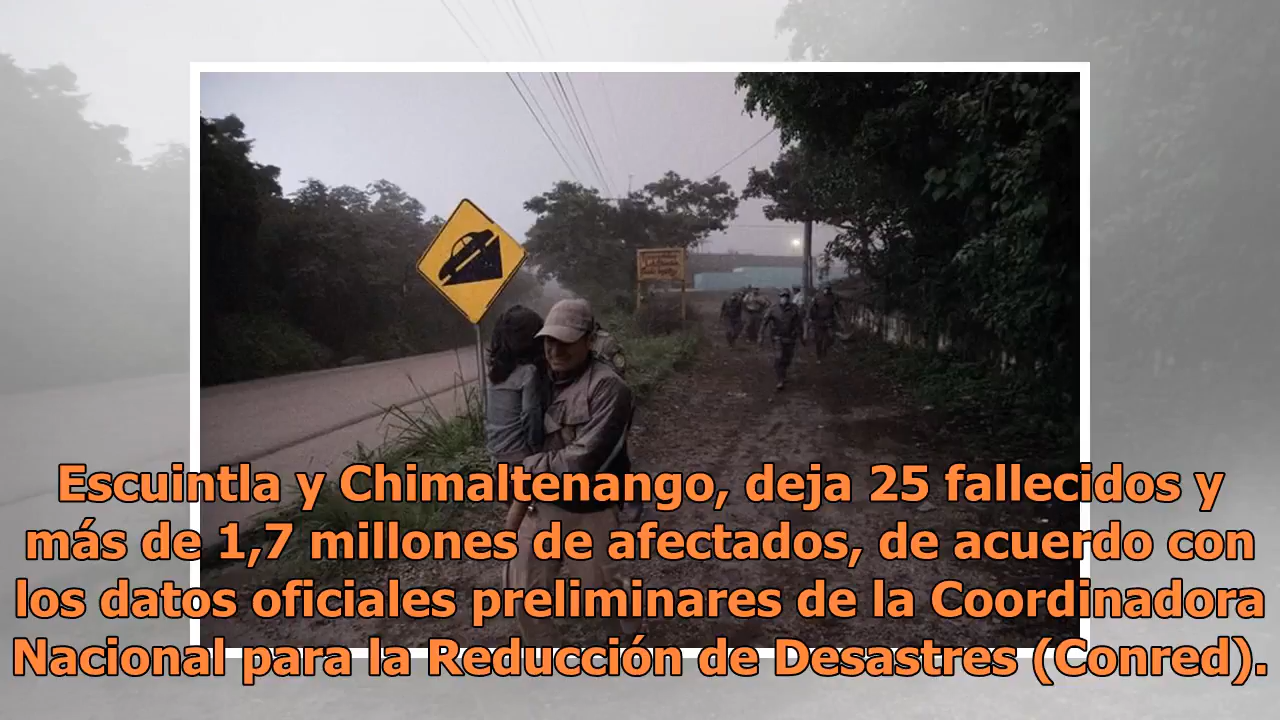 Escuintla y Chimaltenango, deja 25 fallecidos y
más de 1,7 millones de afectados, de acuerdo con
los datos oficiales preliminares de la Coordinadora
Nacional para la Reducción de Desastres (Conred).